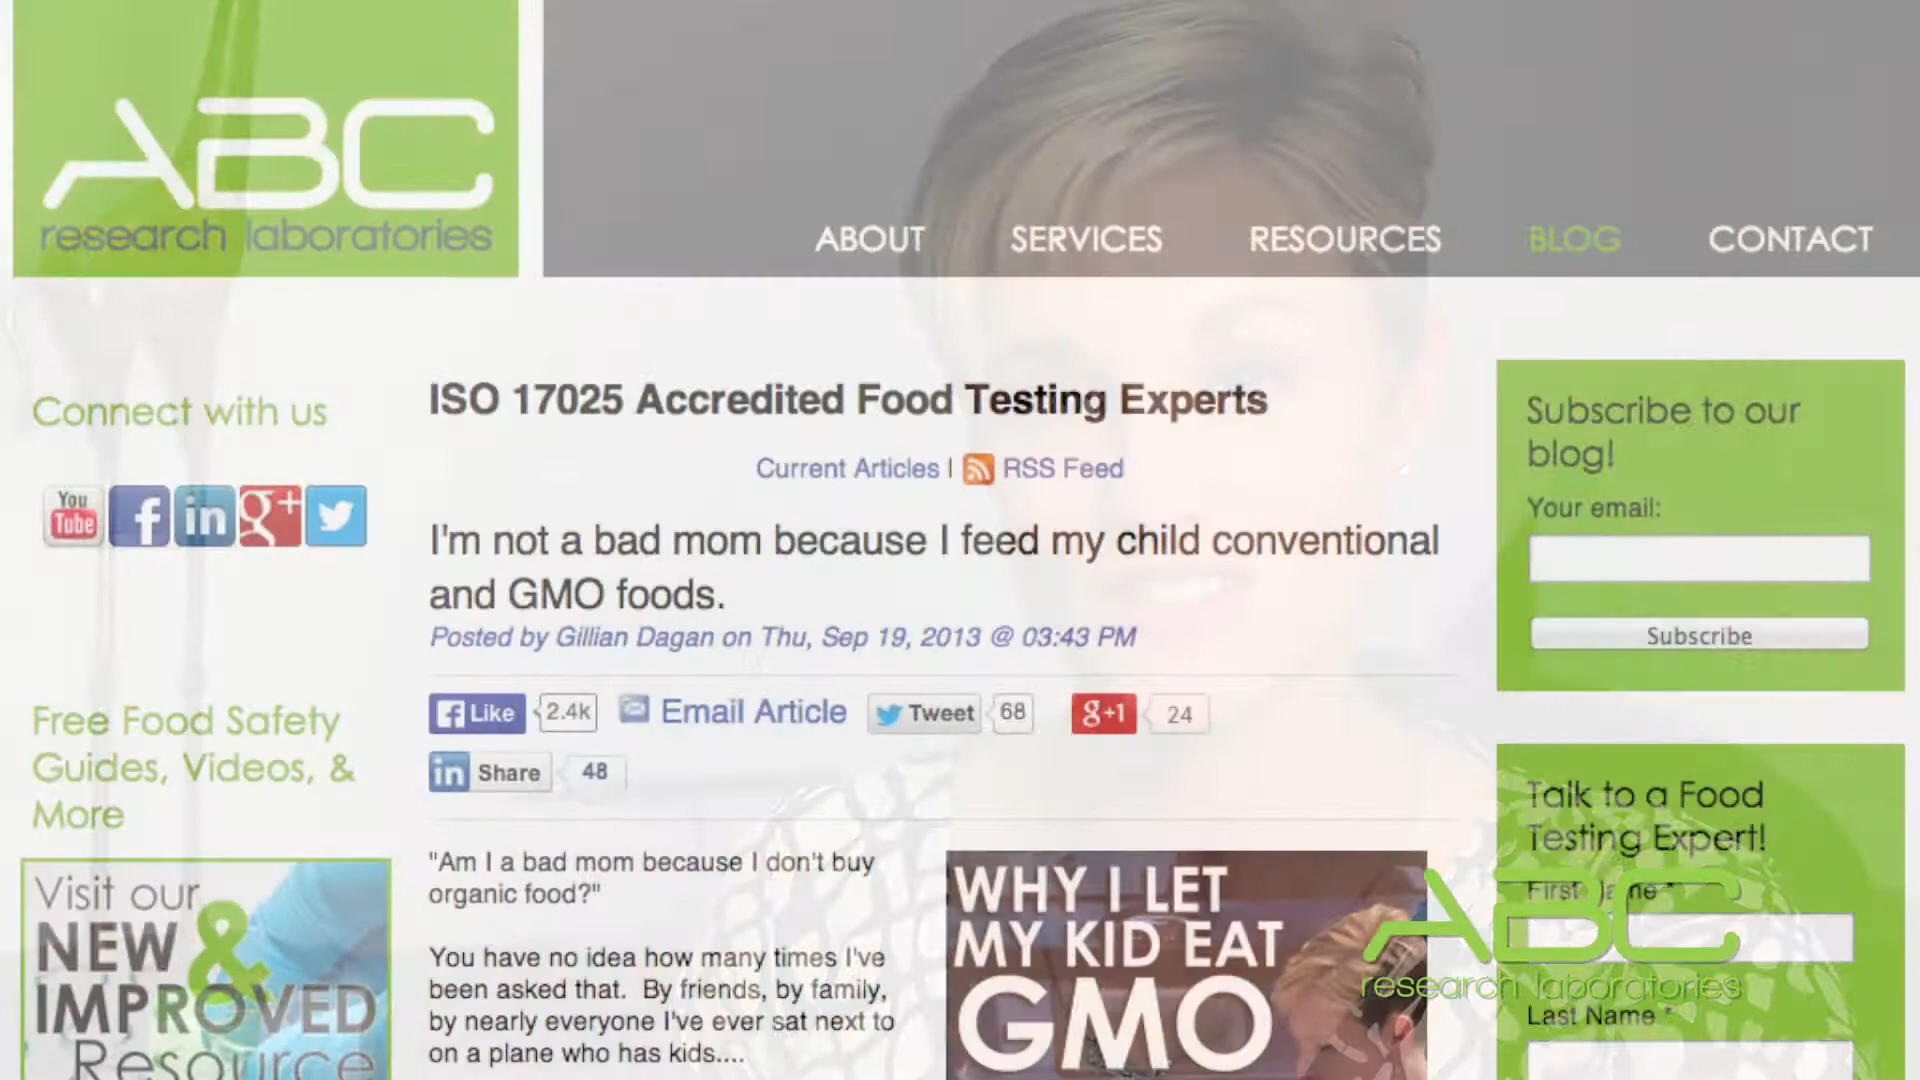 ABC
research laboratories
ABOUT SERVICES RESOURCES BLOG CONTACT
Connect with us
You
Tube
f in g+
Free Food Safety
Guides, Videos, &
More
Visit our
NEW &
IMPROVED
Resource
ISO 17025 Accredited Food Testing Experts
Current Articles | RSS Feed
I'm not a bad mom because I feed my child conventional
and GMO foods.
Posted by Gillian Dagan on Thu, Sep 19, 2013 @ 03:43 PM
f Like 2.4k Email Article Tweet 68 g+1 24
in Share 48
"Am I a bad mom because I don't buy
organic food?"
You have no idea how many times I've
been asked that. By friends, by family,
by nearly everyone I've ever sat next to
on a plane who has kids....
WHY I LET
MY KID EAT
GMO
Subscribe to our
blog!
Your email:
Subscribe
Talk to a Food
Testing Expert!
First Name *
ABC
research laboratories
Last Name *